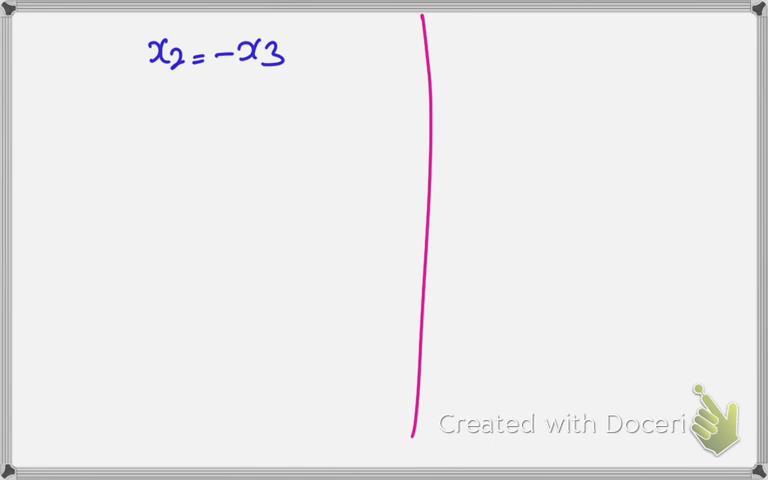 x₂ = -x₃
Created with Doceri